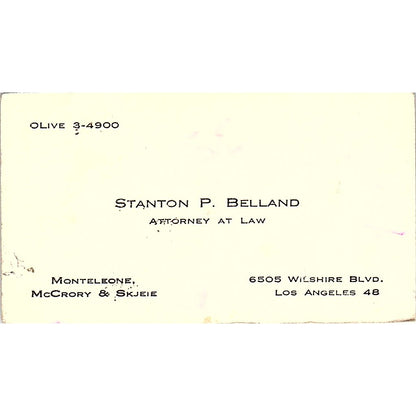 OLIVE 3-4900
STANTON P. BELLAND
ATTORNEY AT LAW
MONTELEONE,
MCCRORY & SKJEIE
6505 WILSHIRE BLVD.
LOS ANGELES 48